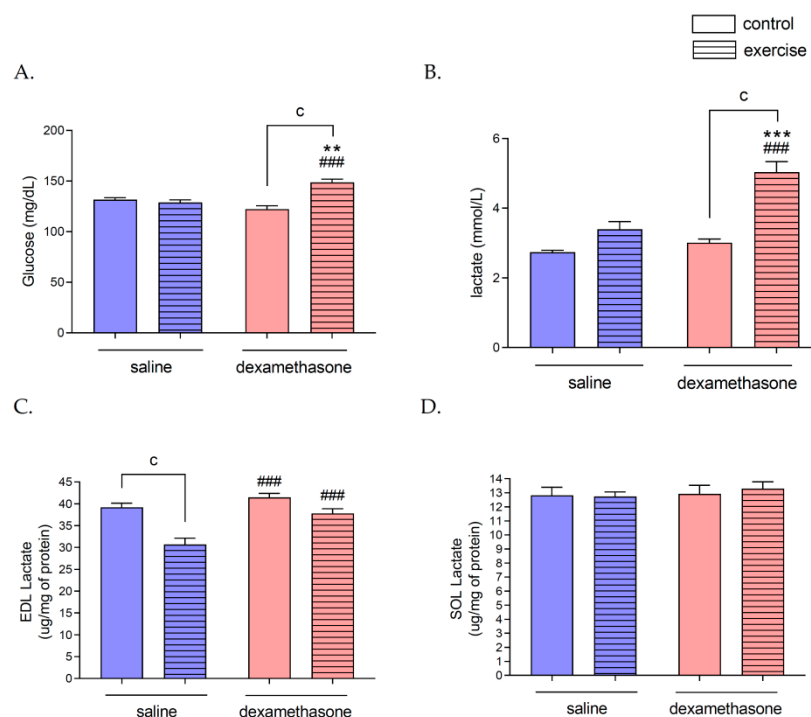 control
exercise
A.
B.
Glucose (mg/dL)
200
150
100
50
0
c
**
###
saline
dexamethasone
lactate (mmol/L)
6
4
2
0
c
***
###
saline
dexamethasone
C.
D.
EDL Lactate
(ug/mg of protein)
45
40
35
30
25
20
15
10
5
0
c
###
###
saline
dexamethasone
SOL Lactate
(ug/mg of protein)
14
13
12
11
10
9
13
8
7
6
5
4
3
2
1
0
saline
dexamethasone